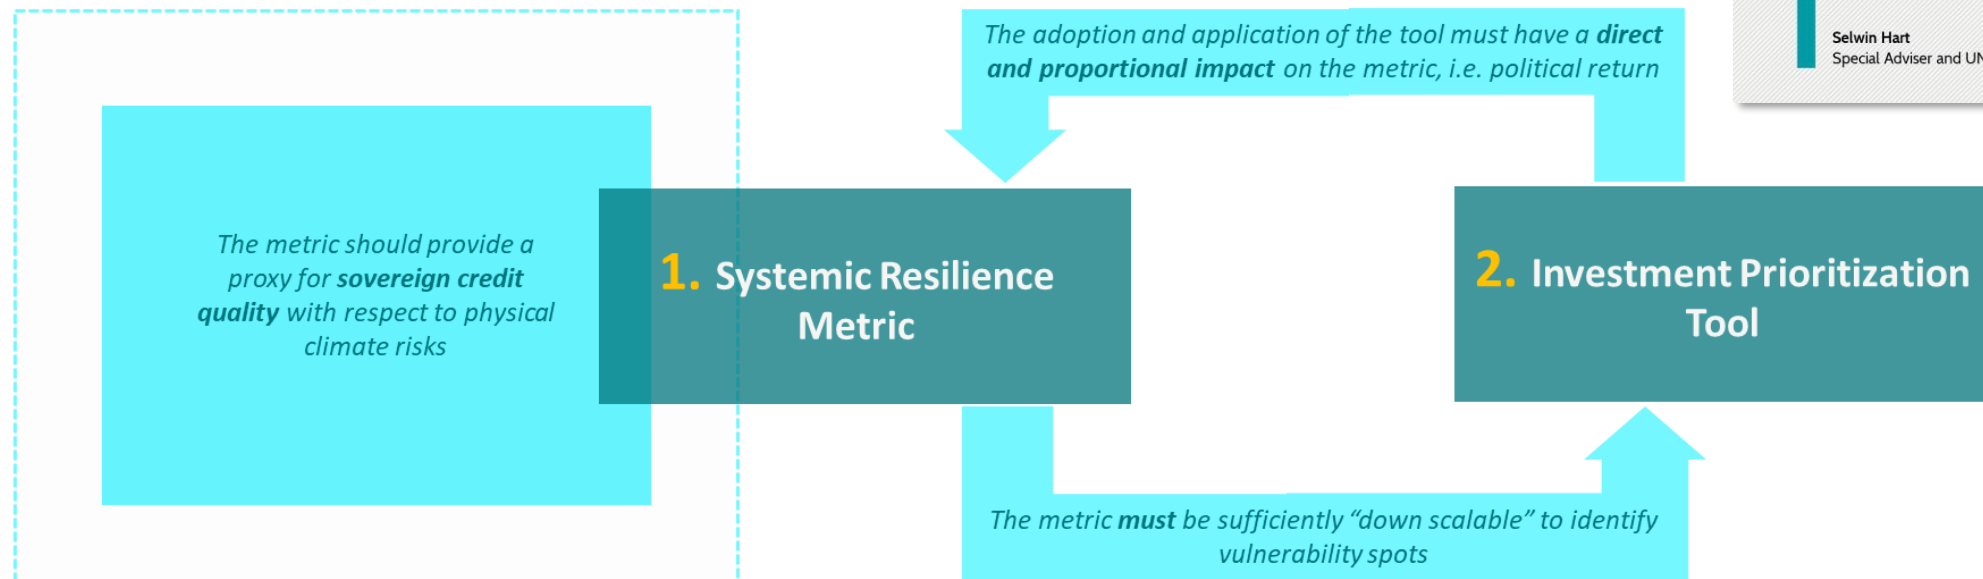 The adoption and application of the tool must have a direct
and proportional impact on the metric, i.e. political return
Selwin Hart
Special Adviser and UN
The metric should provide a
proxy for sovereign credit
quality with respect to physical
climate risks
1. Systemic Resilience
Metric
2. Investment Prioritization
Tool
The metric must be sufficiently “down scalable” to identify
vulnerability spots